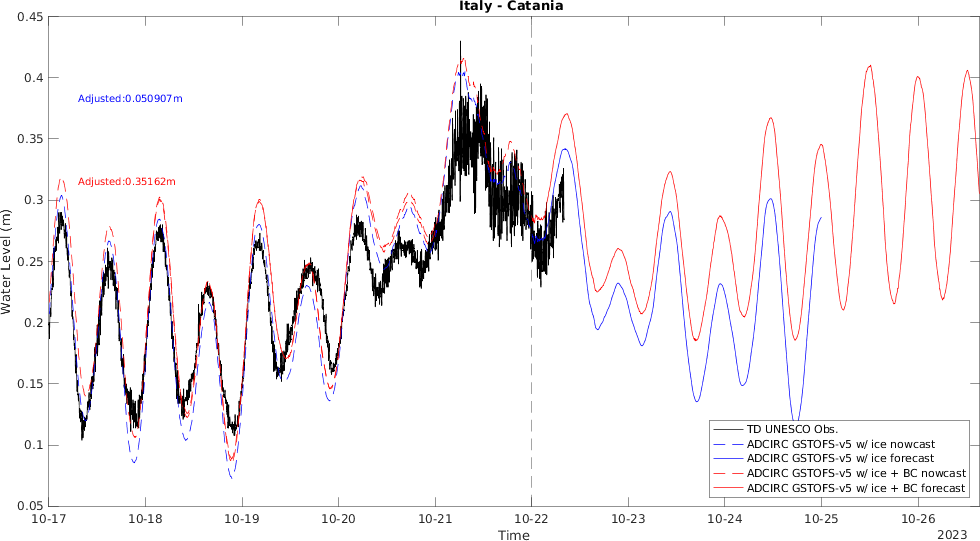 Italy - Catania
0.45
0.4
0.35
0.3
0.25
0.2
0.15
0.1
0.05
Water Level (m)
Adjusted:0.050907m
Adjusted:0.35162m
TD UNESCO Obs.
ADCIRC GSTOFS-v5 w/ ice nowcast
ADCIRC GSTOFS-v5 w/ ice forecast
ADCIRC GSTOFS-v5 w/ ice + BC nowcast
ADCIRC GSTOFS-v5 w/ ice + BC forecast
10-17 10-18 10-19 10-20 10-21 10-22 10-23 10-24 10-25 10-26
Time
2023